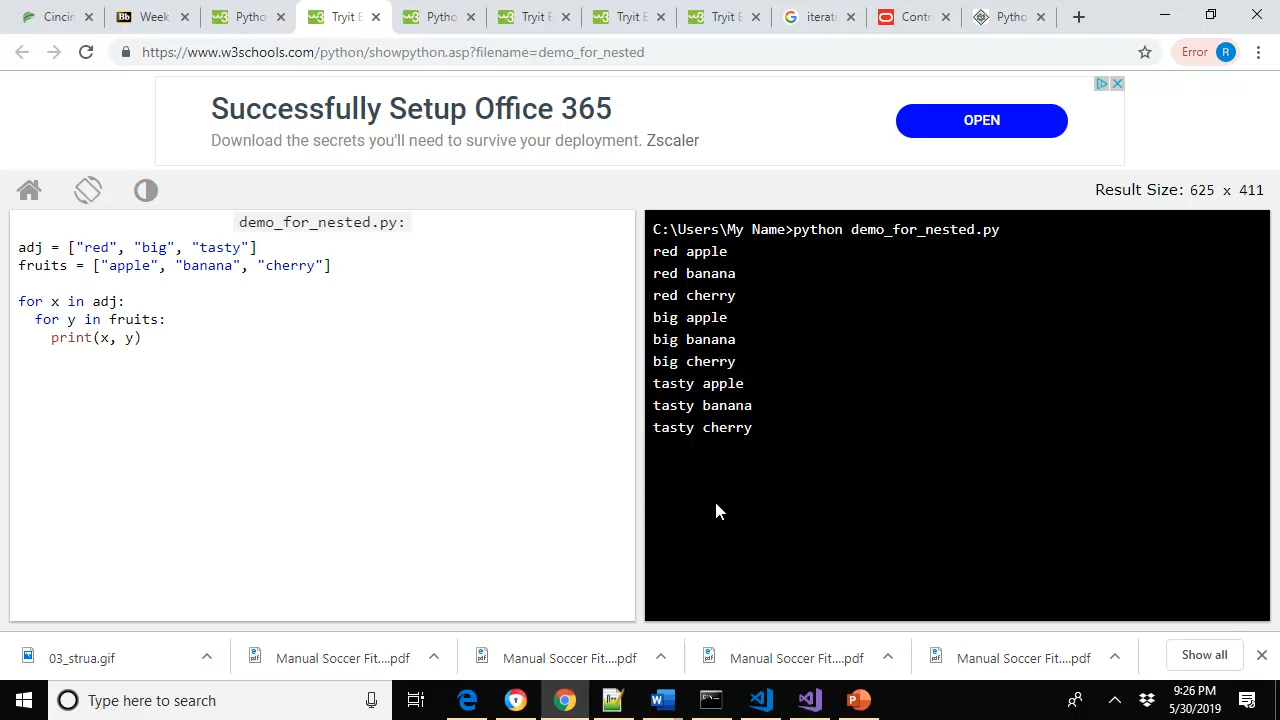 Cincin
Week
Pytho
Tryit E
Pytho
Tryit E
Tryit E
Tryit E
iterati
Contr
Pytho
https://www.w3schools.com/python/showpython.asp?filename=demo_for_nested
Error R
Successfully Setup Office 365
Download the secrets you'll need to survive your deployment. Zscaler
OPEN
Result Size: 625 x 411
demo_for_nested.py:
adj = ["red", "big", "tasty"]
fruits = ["apple", "banana", "cherry"]
for x in adj:
for y in fruits:
print(x, y)
C:\Users\My Name>python demo_for_nested.py
red apple
red banana
red cherry
big apple
big banana
big cherry
tasty apple
tasty banana
tasty cherry
03_strua.gif
Manual Soccer Fit....pdf
Manual Soccer Fit....pdf
Manual Soccer Fit....pdf
Manual Soccer Fit....pdf
Show all
Type here to search
9:26 PM
5/30/2019